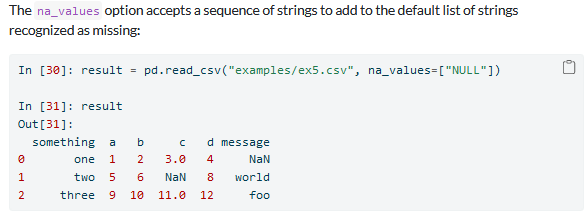 The na_values option accepts a sequence of strings to add to the default list of strings
recognized as missing:
In [30]: result = pd.read_csv("examples/ex5.csv", na_values=["NULL"])
In [31]: result
Out[31]:
  something  a   b     c   d message
0       one  1   2   3.0   4     NaN
1       two  5   6   NaN   8   world
2     three  9  10  11.0  12     foo